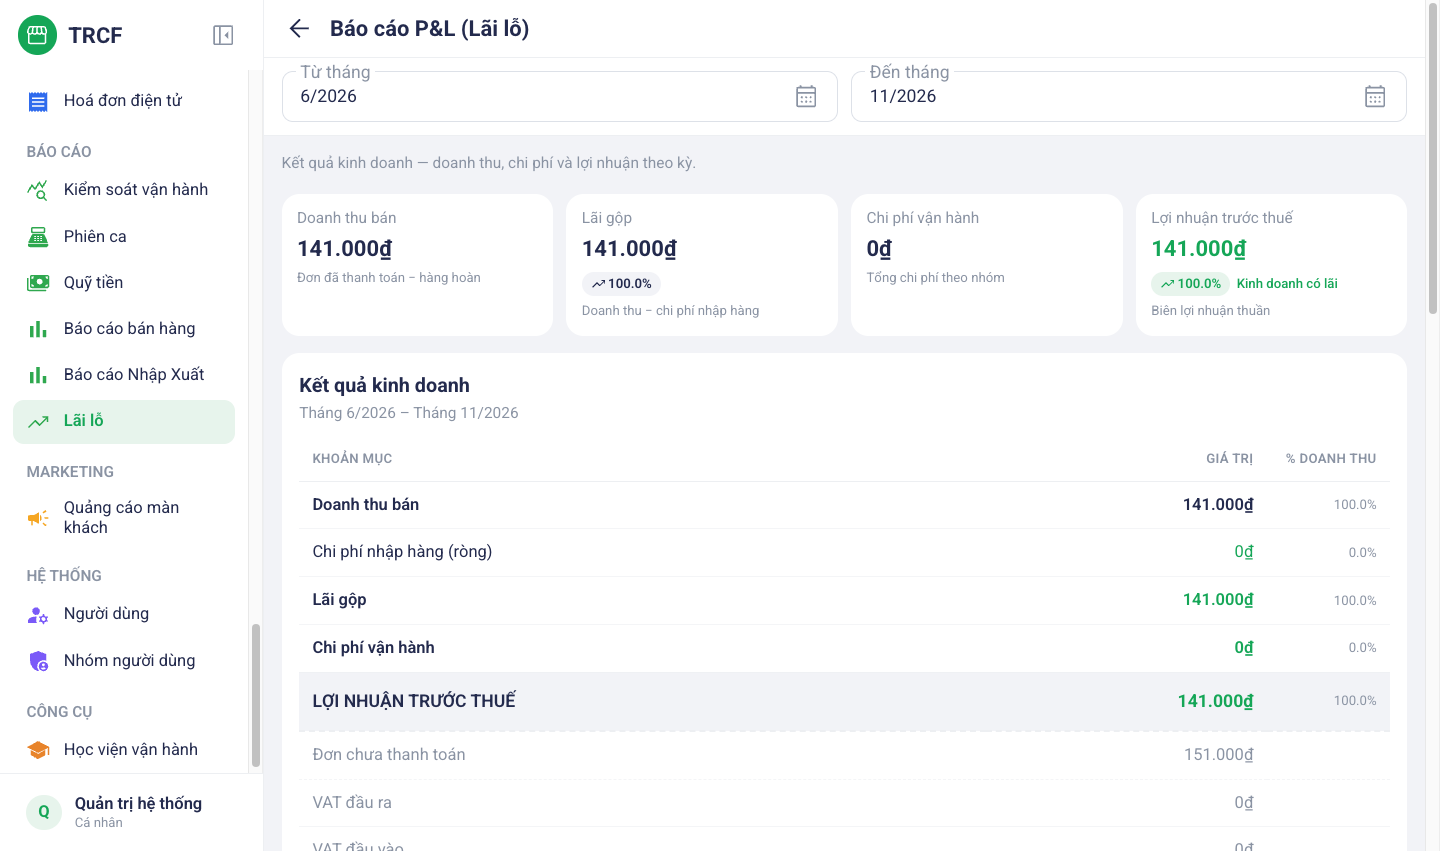 TRCF
Hoá đơn điện tử
BÁO CÁO
Kiểm soát vận hành
Phiên ca
Quỹ tiền
Báo cáo bán hàng
Báo cáo Nhập Xuất
Lãi lỗ
MARKETING
Quảng cáo màn
khách
HỆ THỐNG
Người dùng
Nhóm người dùng
CÔNG CỤ
Học viện vận hành
Q
Quản trị hệ thống
Cá nhân
Báo cáo P&L (Lãi lỗ)
Từ tháng
6/2026
Đến tháng
11/2026
Kết quả kinh doanh — doanh thu, chi phí và lợi nhuận theo kỳ.
Doanh thu bán
141.000₫
Đơn đã thanh toán − hàng hoàn
Lãi gộp
141.000₫
100.0%
Doanh thu − chi phí nhập hàng
Chi phí vận hành
0₫
Tổng chi phí theo nhóm
Lợi nhuận trước thuế
141.000₫
100.0% Kinh doanh có lãi
Biên lợi nhuận thuần
Kết quả kinh doanh
Tháng 6/2026 – Tháng 11/2026
KHOẢN MỤC GIÁ TRỊ % DOANH THU
Doanh thu bán 141.000₫ 100.0%
Chi phí nhập hàng (ròng) 0₫ 0.0%
Lãi gộp 141.000₫ 100.0%
Chi phí vận hành 0₫ 0.0%
LỢI NHUẬN TRƯỚC THUẾ 141.000₫ 100.0%
Đơn chưa thanh toán 151.000₫
VAT đầu ra 0₫
VAT đầu vào 0₫